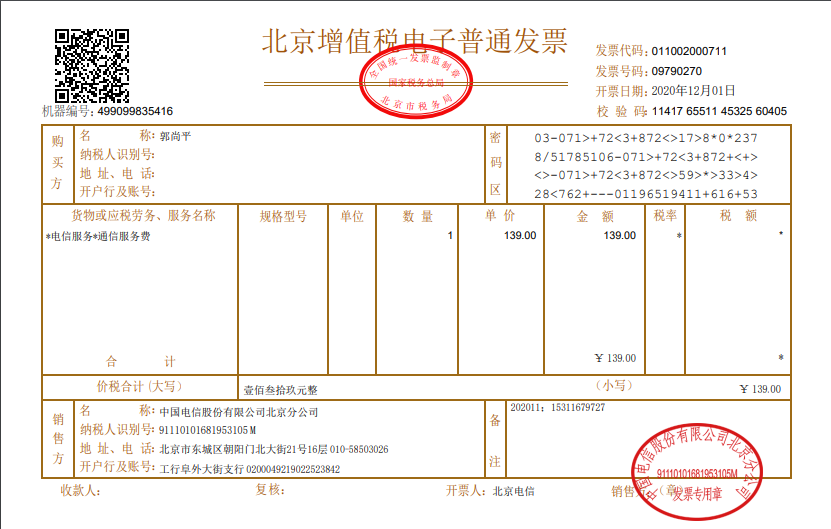 北京增值税电子普通发票
全国统一发票监制章
国家税务总局
北京市税务局
发票代码：011002000711
发票号码：09790270
开票日期：2020年12月01日
校 验 码：11417 65511 45325 60405
机器编号：499099835416
购买方
名 称：郭尚平
纳税人识别号：
地 址、电 话：
开户行及账号：
密码区
03-071>+72<3+872<>17>8*0*237
8/51785106-071>+72<3+872+<+>
<>-071>+72<3+872<>59>*>33>4>
28<762+---01196519411+616+53
货物或应税劳务、服务名称 规格型号 单位 数 量 单 价 金 额 税率 税 额
*电信服务*通信服务费 1 139.00 139.00 * *
合 计 ￥139.00 *
价税合计(大写) 壹佰叁拾玖元整 (小写) ￥139.00
销售方
名 称：中国电信股份有限公司北京分公司
纳税人识别号：91110101681953105M
地 址、电 话：北京市东城区朝阳门北大街21号16层 010-58503026
开户行及账号：工行阜外大街支行 0200049219022523842
备注
202011；15311679727
收款人： 复核： 开票人：北京电信 销售方：(章)
中国电信股份有限公司北京分公司
91110101681953105M
发票专用章